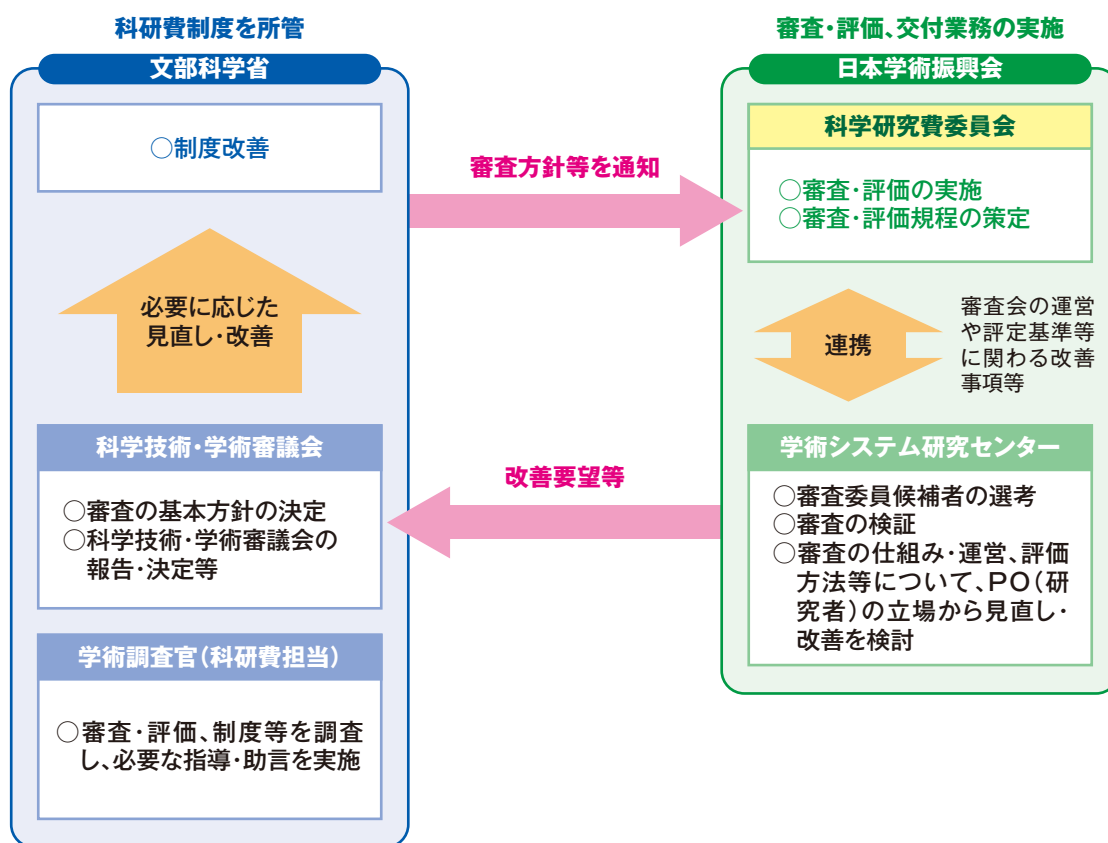 科研費制度を所管
文部科学省
○制度改善
必要に応じた
見直し・改善
科学技術・学術審議会
○審査の基本方針の決定
○科学技術・学術審議会の
報告・決定等
学術調査官（科研費担当）
○審査・評価、制度等を調査
し、必要な指導・助言を実施
審査方針等を通知
改善要望等
審査・評価、交付業務の実施
日本学術振興会
科学研究費委員会
○審査・評価の実施
○審査・評価規程の策定
連携
審査会の運営
や評定基準等
に関わる改善
事項等
学術システム研究センター
○審査委員候補者の選考
○審査の検証
○審査の仕組み・運営、評価
方法等について、PO（研
究者）の立場から見直し・
改善を検討